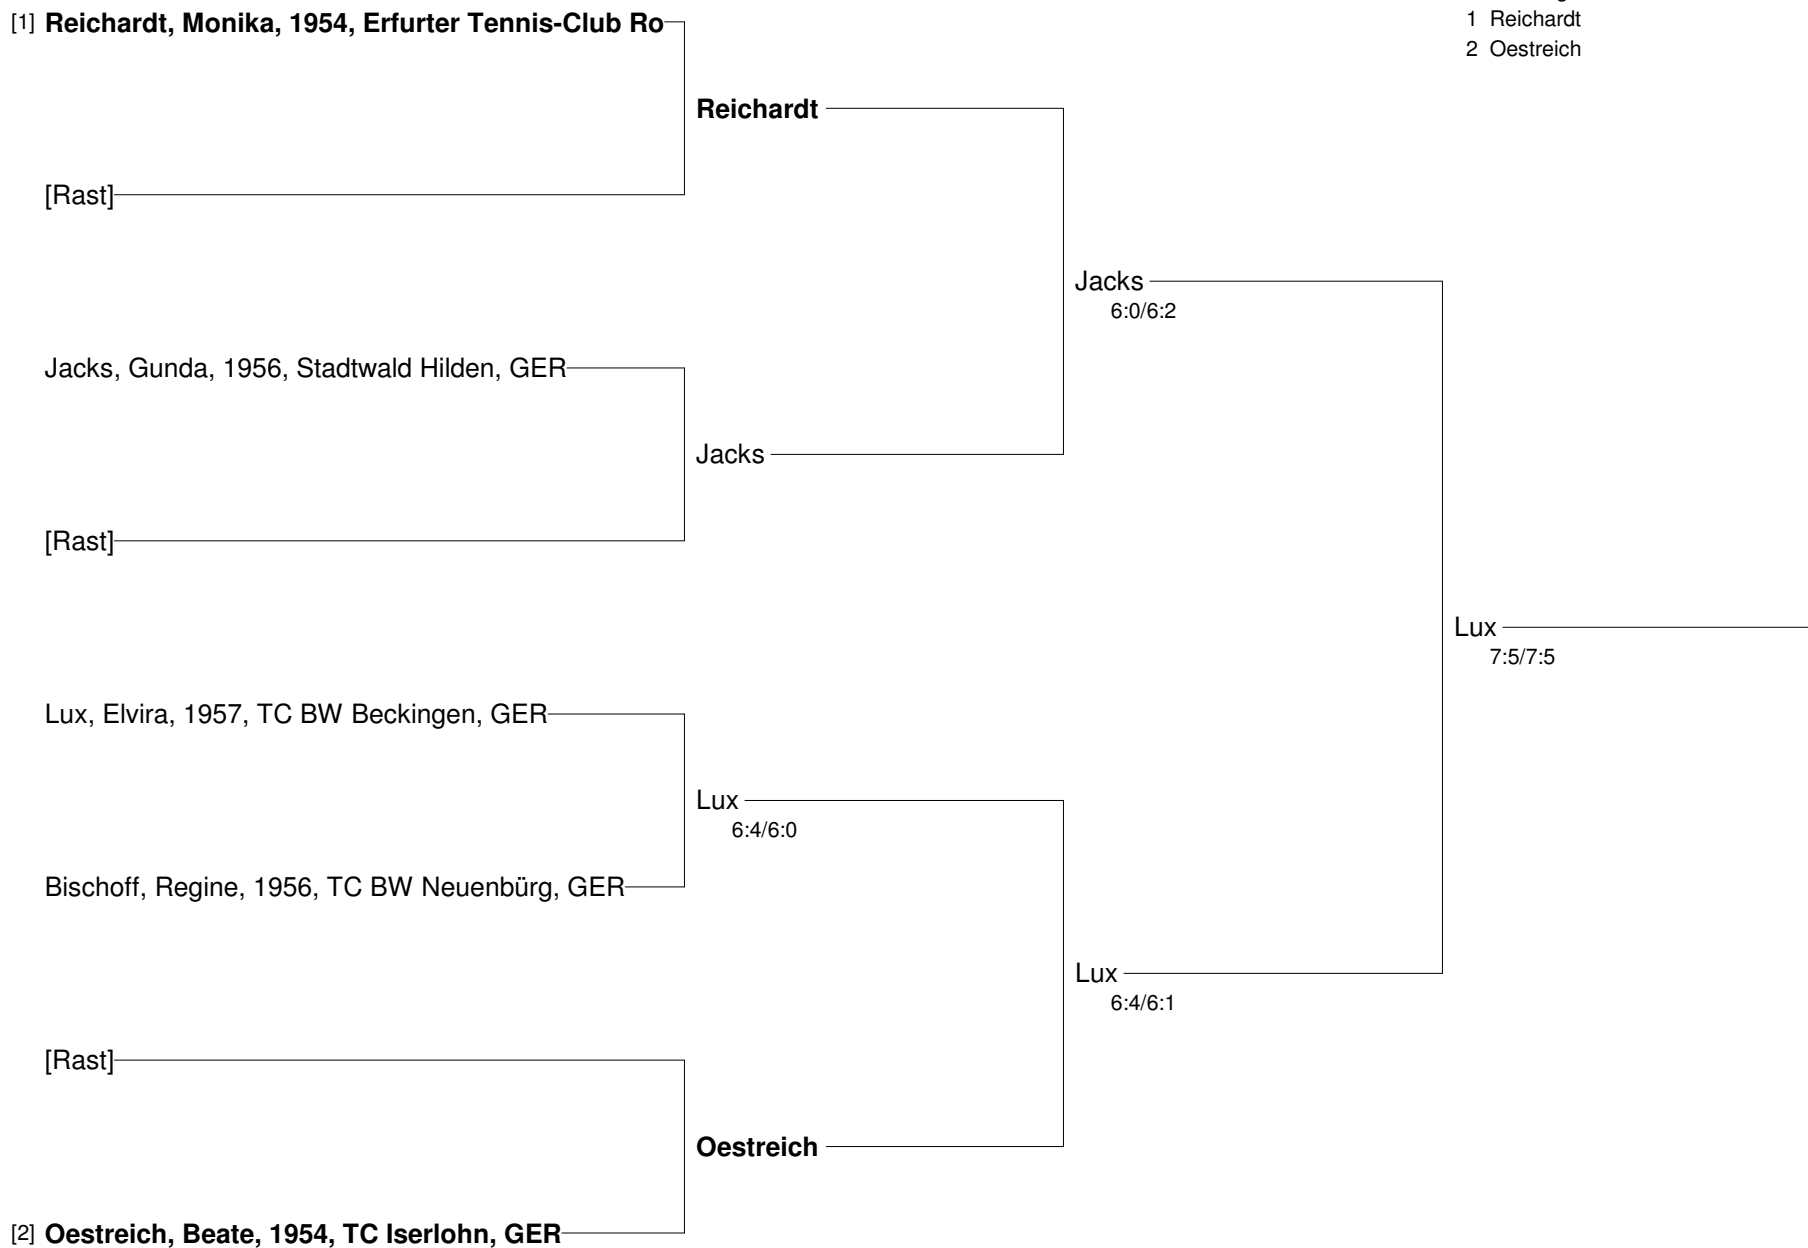 [1] Reichardt, Monika, 1954, Erfurter Tennis-Club Ro
1 Reichardt
2 Oestreich
Reichardt
[Rast]
Jacks
6:0/6:2
Jacks, Gunda, 1956, Stadtwald Hilden, GER
Jacks
[Rast]
Lux
7:5/7:5
Lux, Elvira, 1957, TC BW Beckingen, GER
Lux
6:4/6:0
Bischoff, Regine, 1956, TC BW Neuenbürg, GER
Lux
6:4/6:1
[Rast]
Oestreich
[2] Oestreich, Beate, 1954, TC Iserlohn, GER